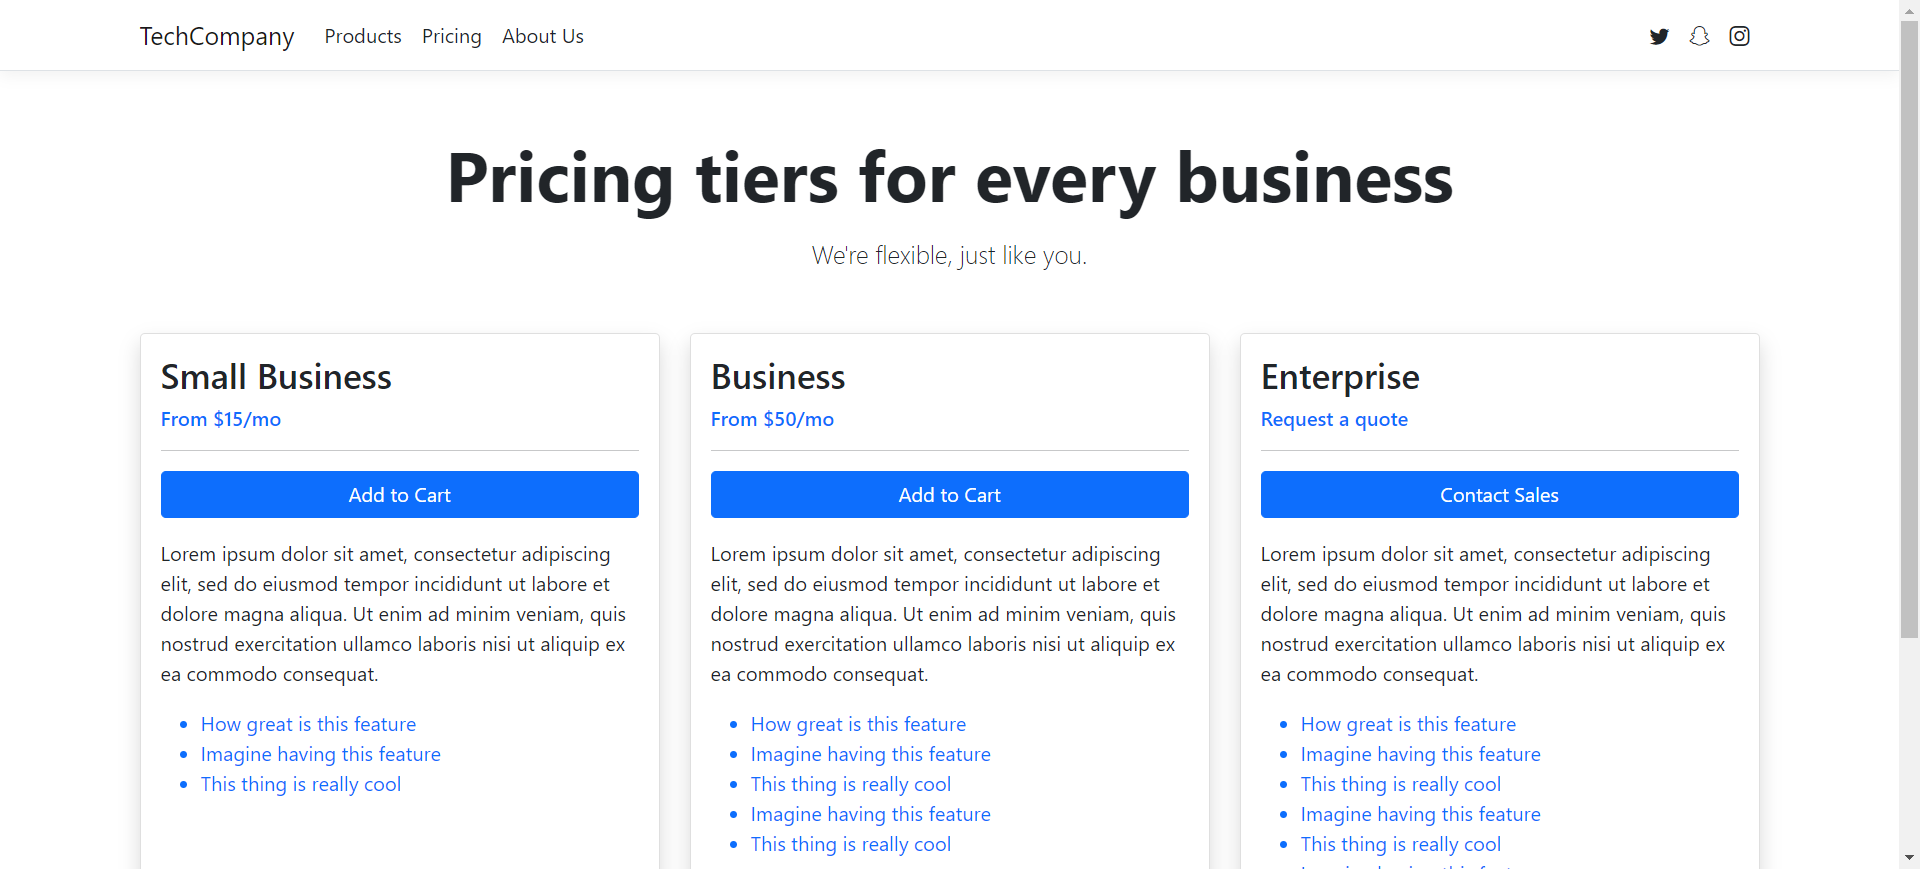 TechCompany Products Pricing About Us
Pricing tiers for every business
We're flexible, just like you.
Small Business
From $15/mo
Add to Cart
Lorem ipsum dolor sit amet, consectetur adipiscing
elit, sed do eiusmod tempor incididunt ut labore et
dolore magna aliqua. Ut enim ad minim veniam, quis
nostrud exercitation ullamco laboris nisi ut aliquip ex
ea commodo consequat.
How great is this feature
Imagine having this feature
This thing is really cool
Business
From $50/mo
Add to Cart
Lorem ipsum dolor sit amet, consectetur adipiscing
elit, sed do eiusmod tempor incididunt ut labore et
dolore magna aliqua. Ut enim ad minim veniam, quis
nostrud exercitation ullamco laboris nisi ut aliquip ex
ea commodo consequat.
How great is this feature
Imagine having this feature
This thing is really cool
Imagine having this feature
This thing is really cool
Enterprise
Request a quote
Contact Sales
Lorem ipsum dolor sit amet, consectetur adipiscing
elit, sed do eiusmod tempor incididunt ut labore et
dolore magna aliqua. Ut enim ad minim veniam, quis
nostrud exercitation ullamco laboris nisi ut aliquip ex
ea commodo consequat.
How great is this feature
Imagine having this feature
This thing is really cool
Imagine having this feature
This thing is really cool